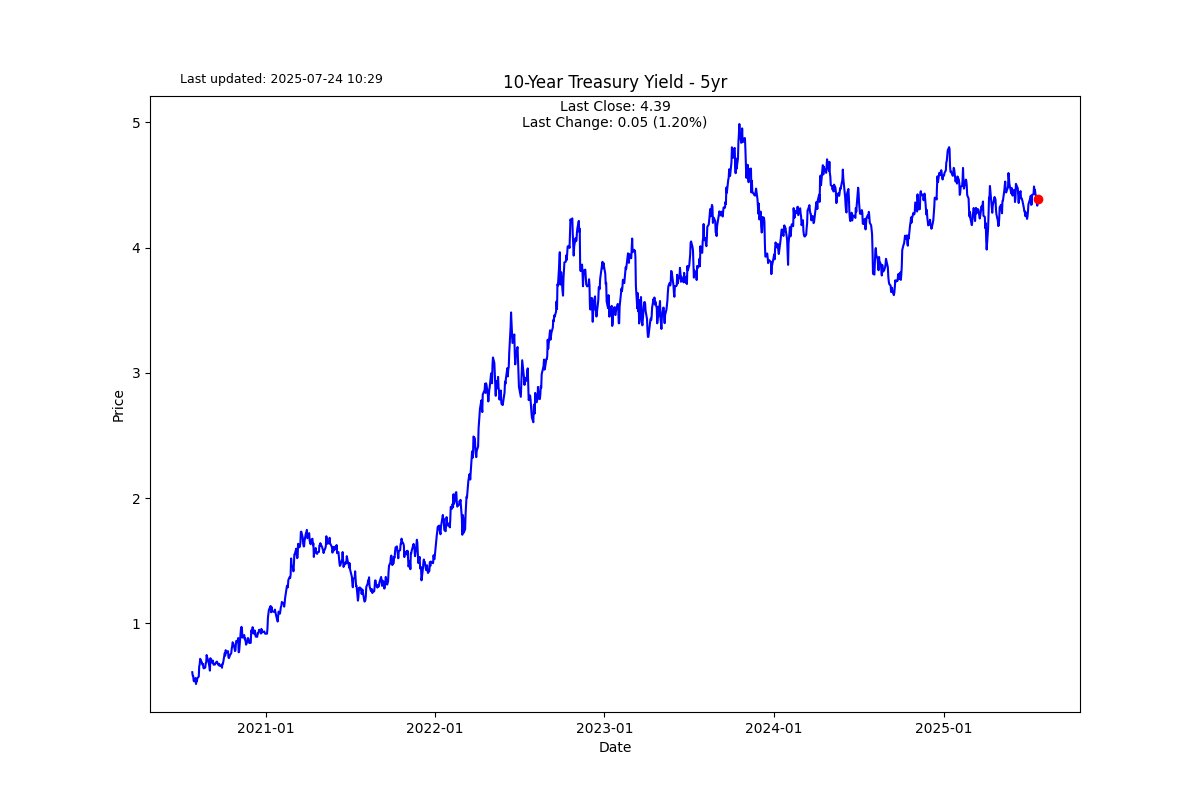 Last updated: 2025-07-24 10:29
10-Year Treasury Yield - 5yr
Last Close: 4.39
Last Change: 0.05 (1.20%)
5
4
3
2
1
Price
2021-01
2022-01
2023-01
2024-01
2025-01
Date